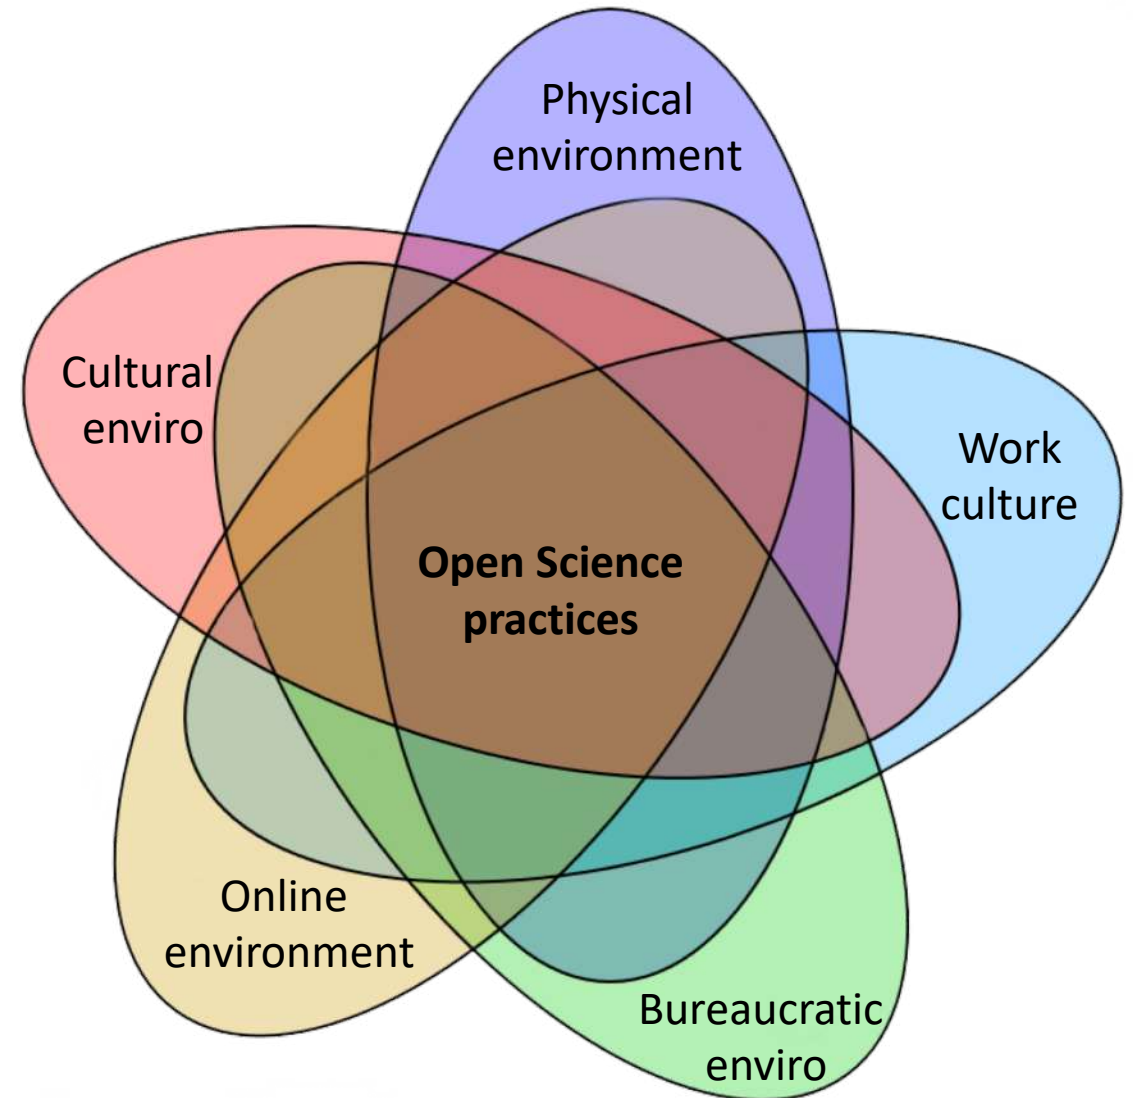 Physical
environment
Cultural
enviro
Work
culture
Open Science
practices
Online
environment
Bureaucratic
enviro